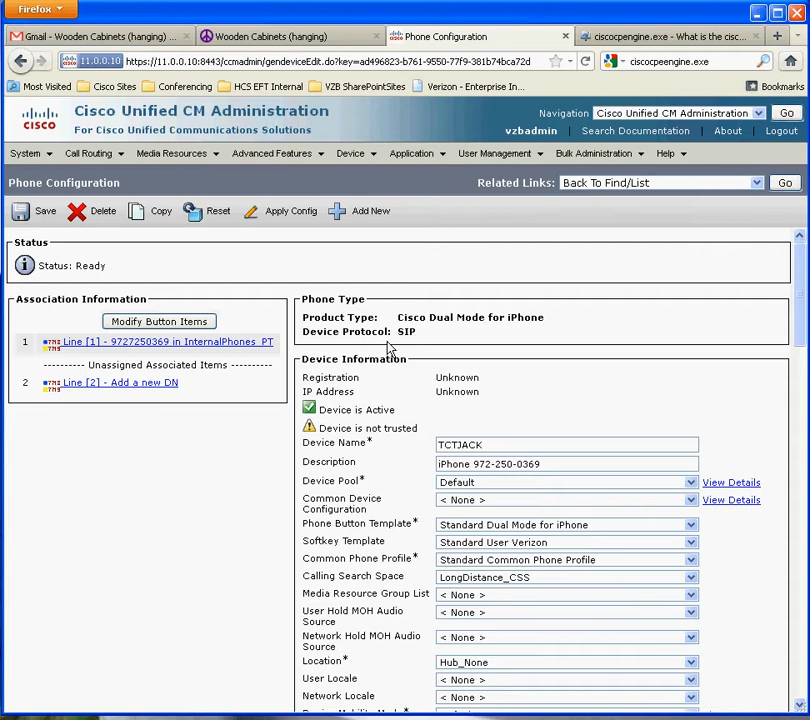 Firefox
Gmail - Wooden Cabinets (hanging) ...
Wooden Cabinets (hanging)
Phone Configuration
ciscocpengine.exe - What is the cisc...
11.0.0.10 https://11.0.0.10:8443/ccmadmin/gendeviceEdit.do?key=ad496823-b761-9550-77f9-381b74bca72d
ciscocpeengine.exe
Most Visited Cisco Sites Conferencing HCS EFT Internal VZB SharePointSites Verizon - Enterprise In... Bookmarks
CISCO
Cisco Unified CM Administration
For Cisco Unified Communications Solutions
Navigation Cisco Unified CM Administration Go
vzbadmin Search Documentation About Logout
System Call Routing Media Resources Advanced Features Device Application User Management Bulk Administration Help
Phone Configuration
Related Links: Back To Find/List Go
Save Delete Copy Reset Apply Config Add New
Status
Status: Ready
Association Information
Modify Button Items
1 Line [1] - 9727250369 in InternalPhones_PT
---------- Unassigned Associated Items ----------
2 Line [2] - Add a new DN
Phone Type
Product Type: Cisco Dual Mode for iPhone
Device Protocol: SIP
Device Information
Registration Unknown
IP Address Unknown
Device is Active
Device is not trusted
Device Name* TCTJACK
Description iPhone 972-250-0369
Device Pool* Default View Details
Common Device Configuration < None > View Details
Phone Button Template* Standard Dual Mode for iPhone
Softkey Template Standard User Verizon
Common Phone Profile* Standard Common Phone Profile
Calling Search Space LongDistance_CSS
Media Resource Group List < None >
User Hold MOH Audio Source < None >
Network Hold MOH Audio Source < None >
Location* Hub_None
User Locale < None >
Network Locale < None >